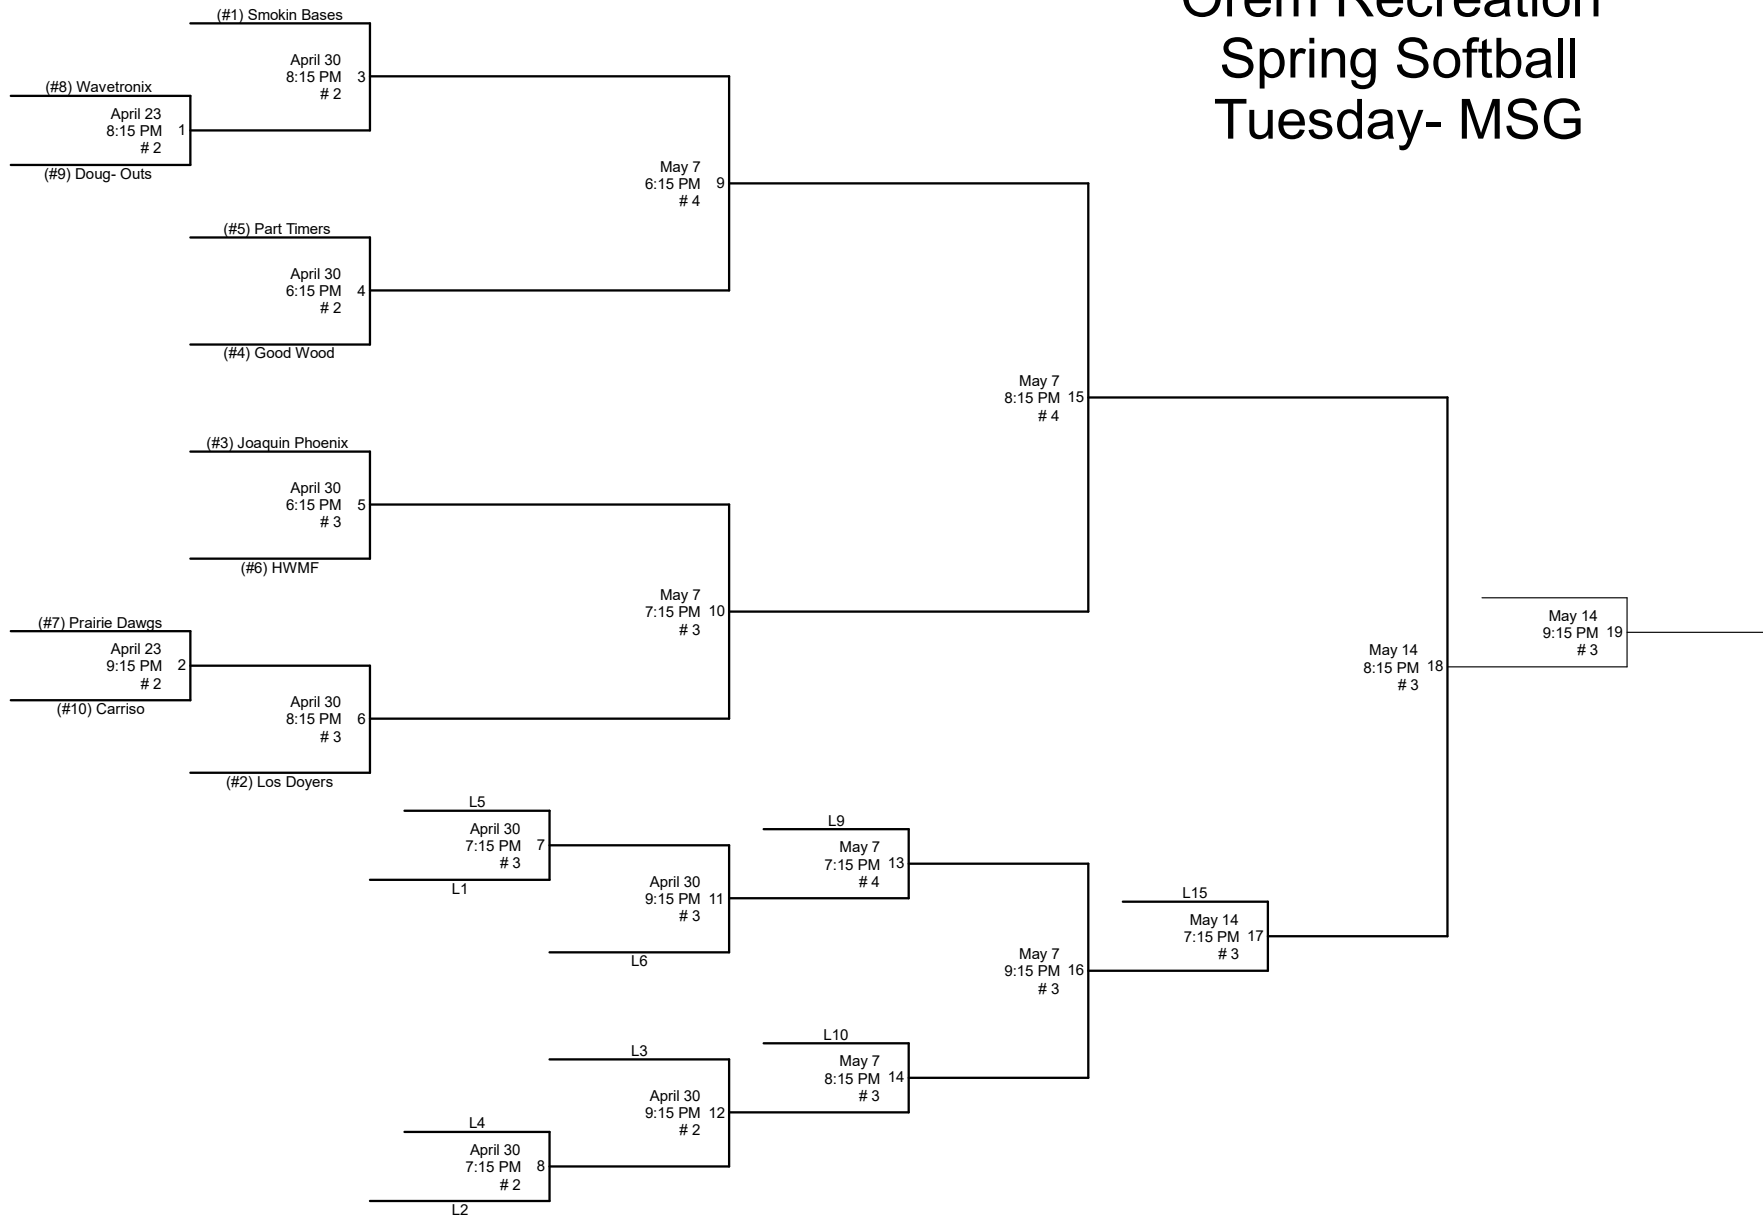 Orem Recreation
Spring Softball
Tuesday- MSG
(#1) Smokin Bases
April 30
8:15 PM 3
# 2
(#8) Wavetronix
April 23
8:15 PM 1
# 2
(#9) Doug- Outs
May 7
6:15 PM 9
# 4
(#5) Part Timers
April 30
6:15 PM 4
# 2
(#4) Good Wood
May 7
8:15 PM 15
# 4
(#3) Joaquin Phoenix
April 30
6:15 PM 5
# 3
(#6) HWMF
May 7
7:15 PM 10
# 3
(#7) Prairie Dawgs
April 23
9:15 PM 2
# 2
(#10) Carriso
April 30
8:15 PM 6
# 3
(#2) Los Doyers
May 14
8:15 PM 18
# 3
May 14
9:15 PM 19
# 3
L5
April 30
7:15 PM 7
# 3
L1
April 30
9:15 PM 11
# 3
L6
L9
May 7
7:15 PM 13
# 4
L15
May 14
7:15 PM 17
# 3
May 7
9:15 PM 16
# 3
L10
May 7
8:15 PM 14
# 3
L3
April 30
9:15 PM 12
# 2
L4
April 30
7:15 PM 8
# 2
L2